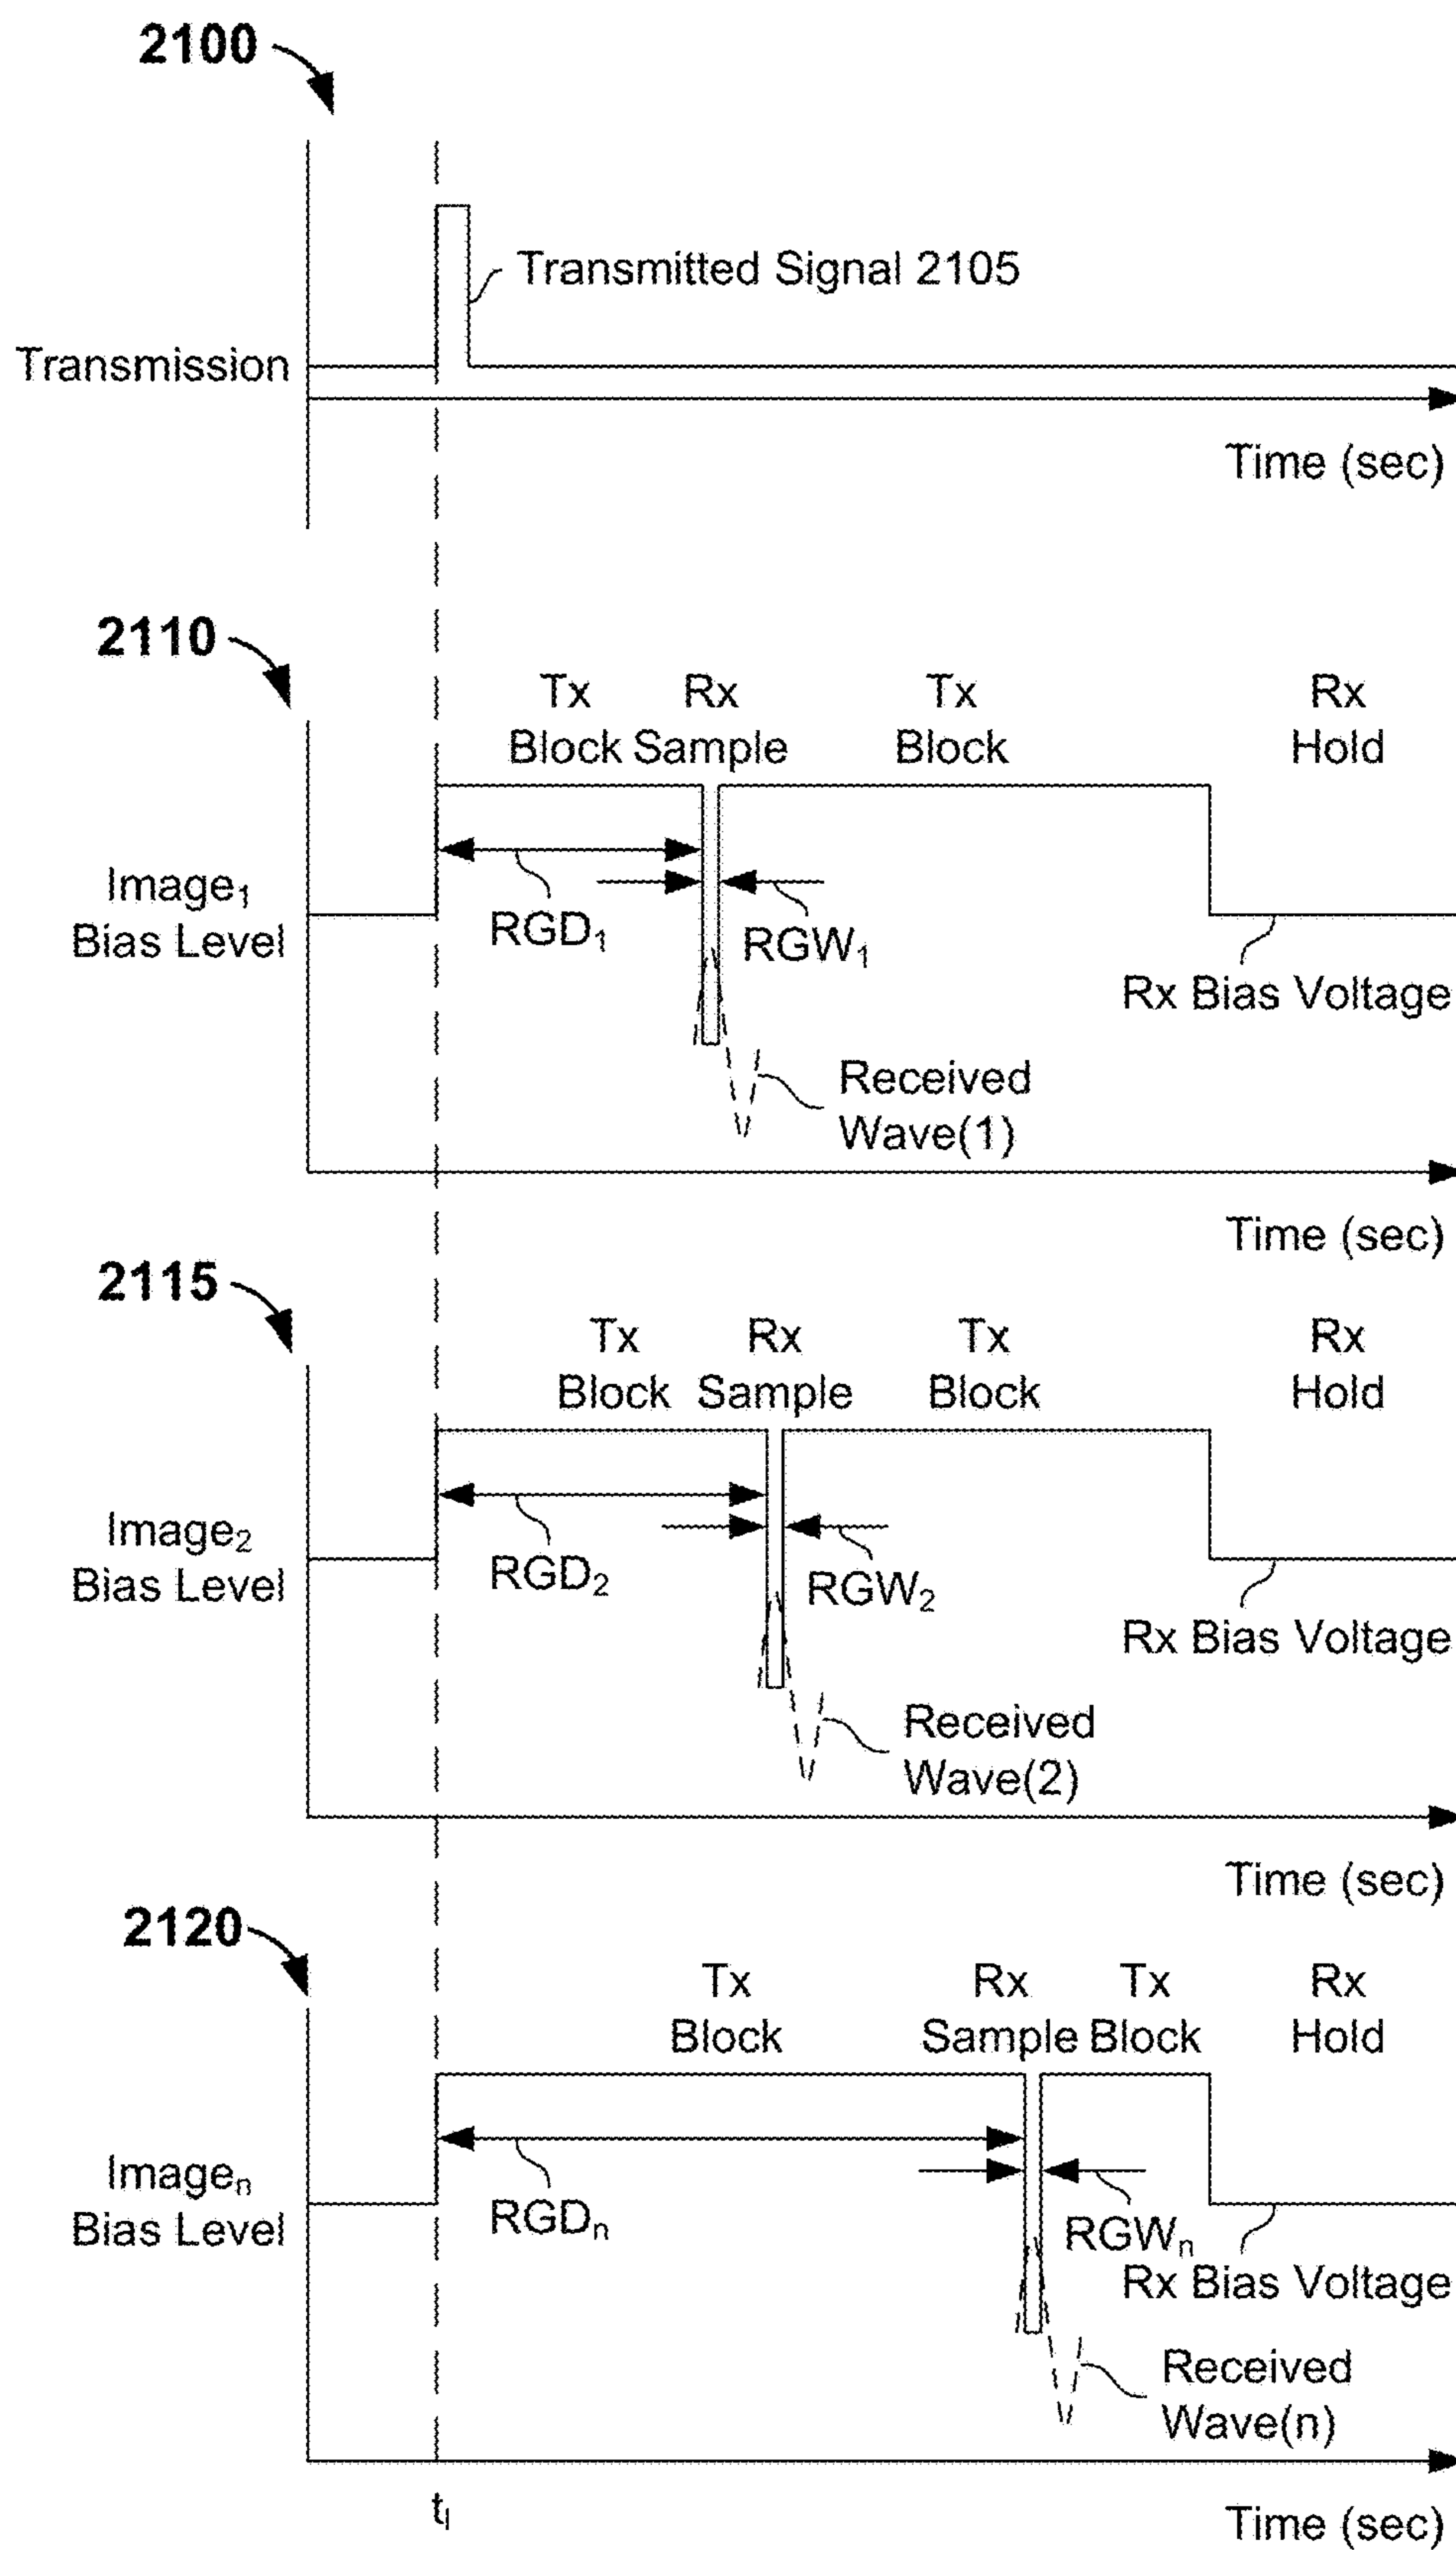 2100
Transmitted Signal 2105
Transmission
Time (sec)
2110
Tx Rx Tx Rx
Block Sample Block Hold
Image₁
Bias Level
RGD₁ RGW₁
Rx Bias Voltage
Received
Wave(1)
Time (sec)
2115
Tx Rx Tx Rx
Block Sample Block Hold
Image₂
Bias Level
RGD₂ RGW₂
Rx Bias Voltage
Received
Wave(2)
Time (sec)
2120
Tx Rx Tx Rx
Block Sample Block Hold
Imageₙ
Bias Level
RGDₙ RGWₙ
Rx Bias Voltage
Received
Wave(n)
t₁
Time (sec)